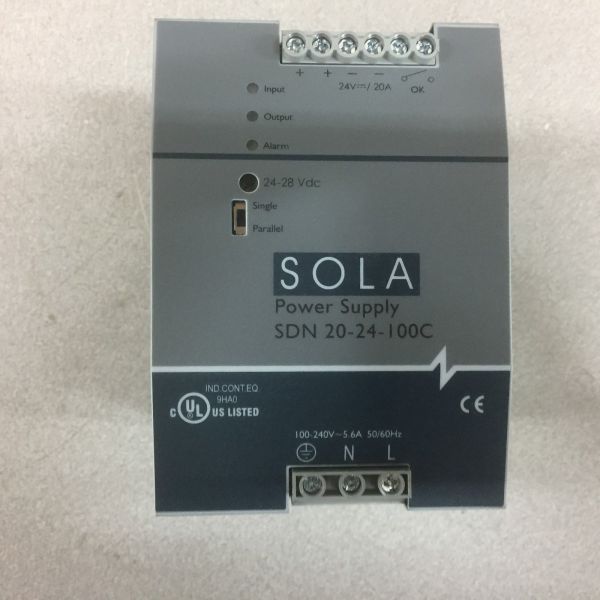 + + − − OK
24V⎓/ 20A
Input
Output
Alarm
24-28 Vdc
Single
Parallel
SOLA
Power Supply
SDN 20-24-100C
IND.CONT.EQ
9HA0
C UL ® US LISTED
CE
100-240V~5.6A 50/60Hz
N L